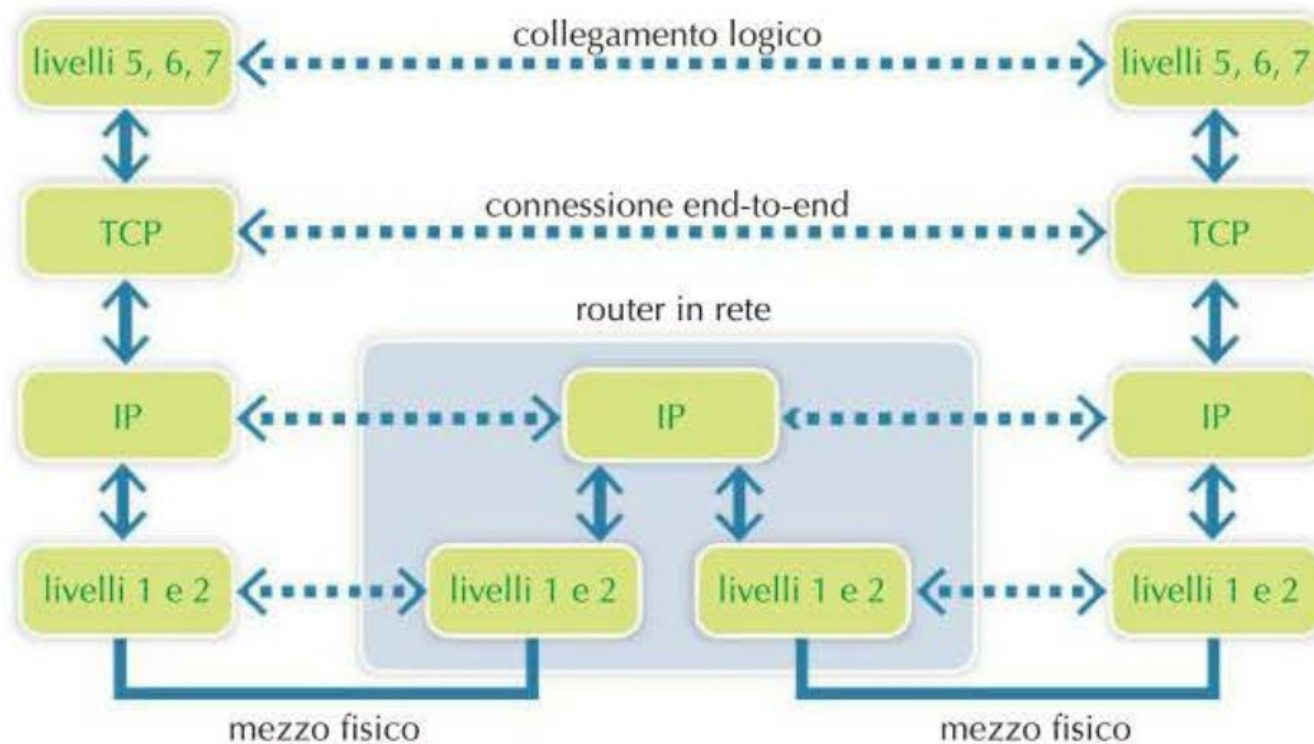 collegamento logico
livelli 5, 6, 7
livelli 5, 6, 7
connessione end-to-end
TCP
TCP
router in rete
IP
IP
IP
livelli 1 e 2
livelli 1 e 2
livelli 1 e 2
livelli 1 e 2
mezzo fisico
mezzo fisico